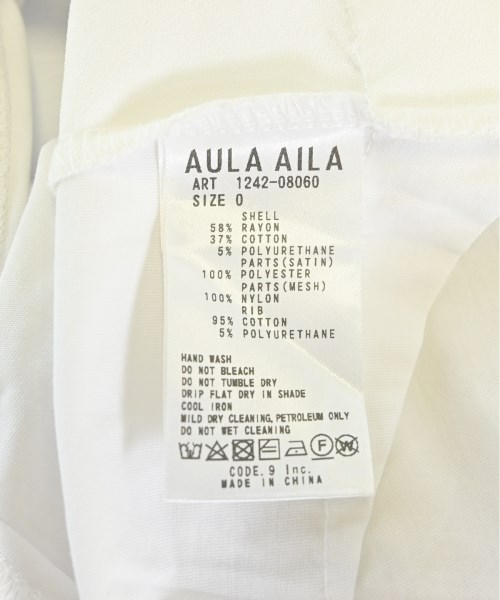 AULA AILA
ART 1242-08060
SIZE 0
SHELL
58% RAYON
37% COTTON
5% POLYURETHANE
PARTS(SATIN)
100% POLYESTER
PARTS(MESH)
100% NYLON
RIB
95% COTTON
5% POLYURETHANE
HAND WASH
DO NOT BLEACH
DO NOT TUMBLE DRY
DRIP FLAT DRY IN SHADE
COOL IRON
MILD DRY CLEANING,PETROLEUM ONLY
DO NOT WET CLEANING
F W
CODE.9 Inc.
MADE IN CHINA